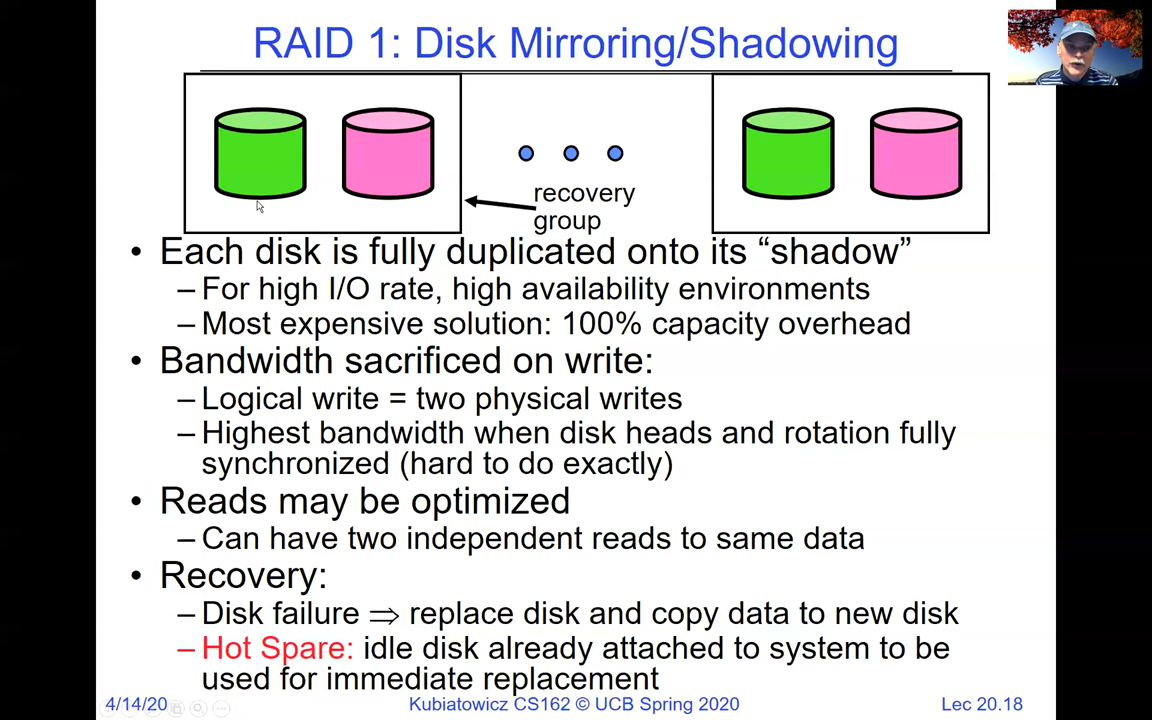 RAID 1: Disk Mirroring/Shadowing
recovery
group
• Each disk is fully duplicated onto its “shadow”
– For high I/O rate, high availability environments
– Most expensive solution: 100% capacity overhead
• Bandwidth sacrificed on write:
– Logical write = two physical writes
– Highest bandwidth when disk heads and rotation fully
synchronized (hard to do exactly)
• Reads may be optimized
– Can have two independent reads to same data
• Recovery:
– Disk failure ⇒ replace disk and copy data to new disk
– Hot Spare: idle disk already attached to system to be
used for immediate replacement
4/14/20 Kubiatowicz CS162 © UCB Spring 2020 Lec 20.18